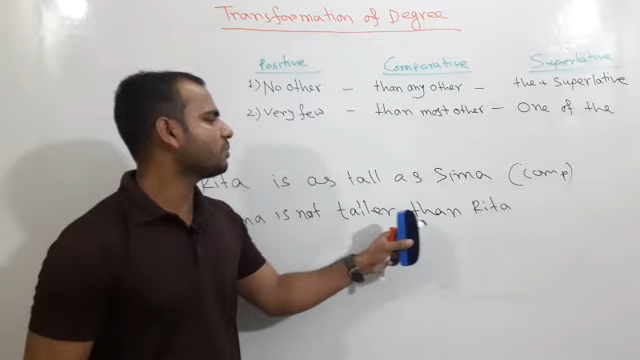 Transformation of Degree
Positive Comparative Superlative
1) No other – than any other – the + Superlative
2) Very few – than most other – One of the
Rita is as tall as Sima (Comp)
is not taller than Rita